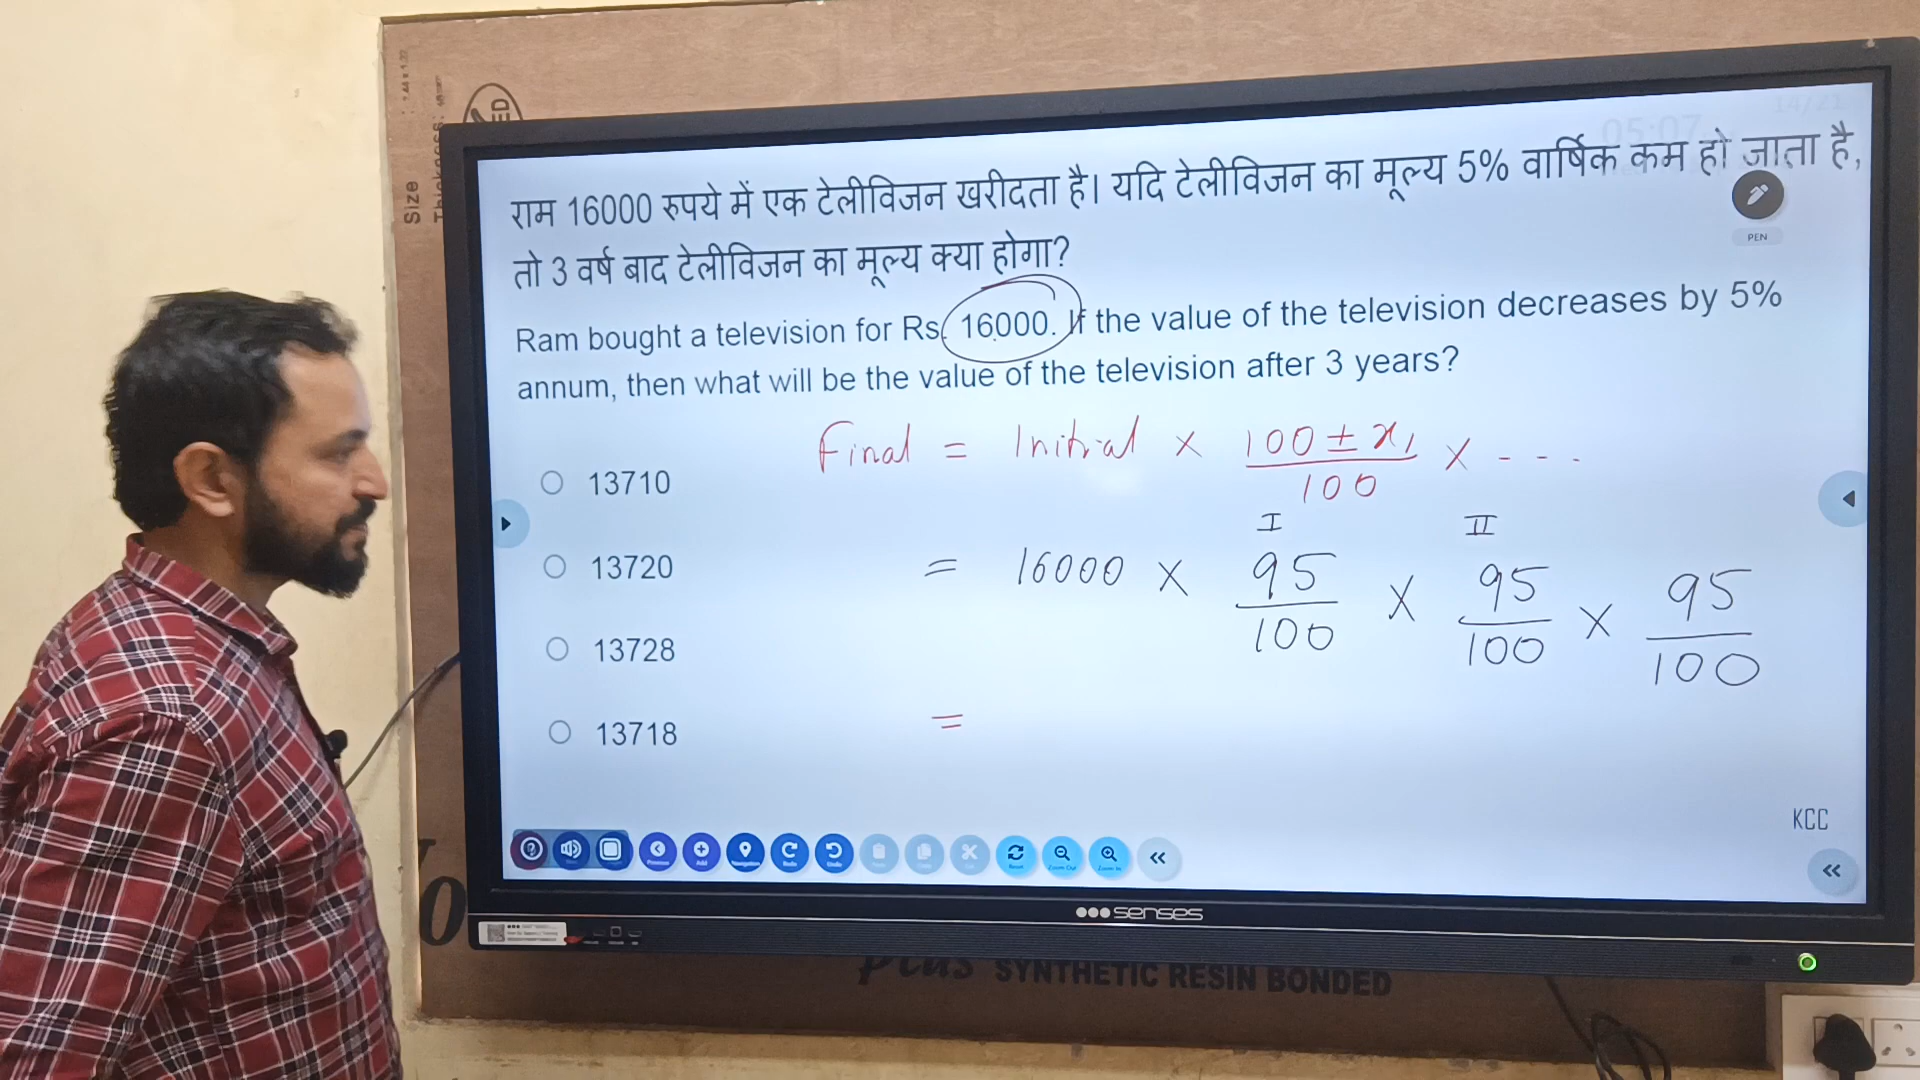 Size
राम 16000 रुपये में एक टेलीविजन खरीदता है। यदि टेलीविजन का मूल्य 5% वार्षिक कम हो जाता है,
तो 3 वर्ष बाद टेलीविजन का मूल्य क्या होगा?
PEN
Ram bought a television for Rs. 16000. If the value of the television decreases by 5%
annum, then what will be the value of the television after 3 years?
Final = Initial × 100 ± x1 / 100 × - - -
13710
13720
13728
13718
I II
= 16000 × 95/100 × 95/100 × 95/100
=
KCC
senses
plus SYNTHETIC RESIN BONDED